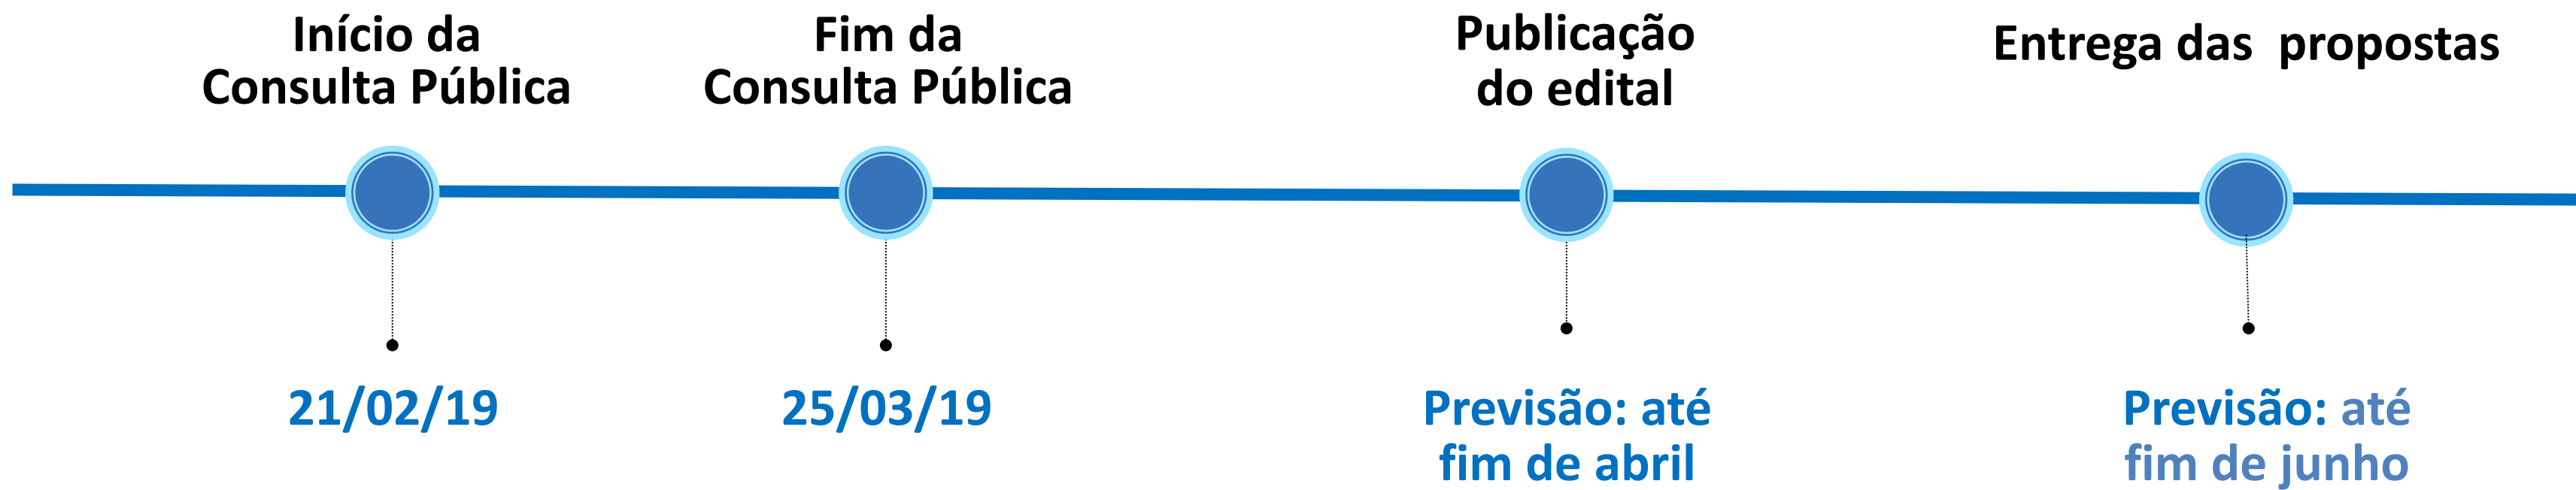 Início da
Consulta Pública
Fim da
Consulta Pública
Publicação
do edital
Entrega das propostas
21/02/19
25/03/19
Previsão: até
fim de abril
Previsão: até
fim de junho